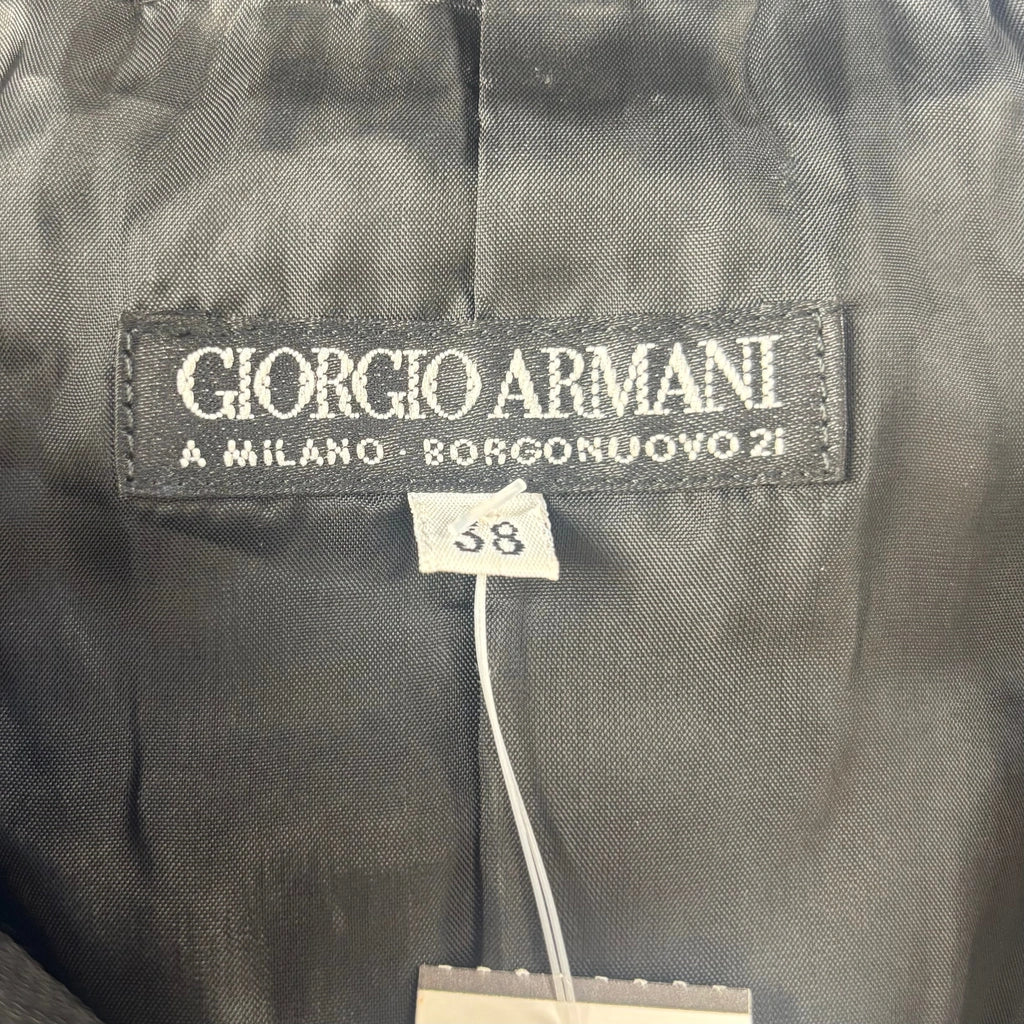 GIORGIO ARMANI
A MILANO · BORGONUOVO 21
38